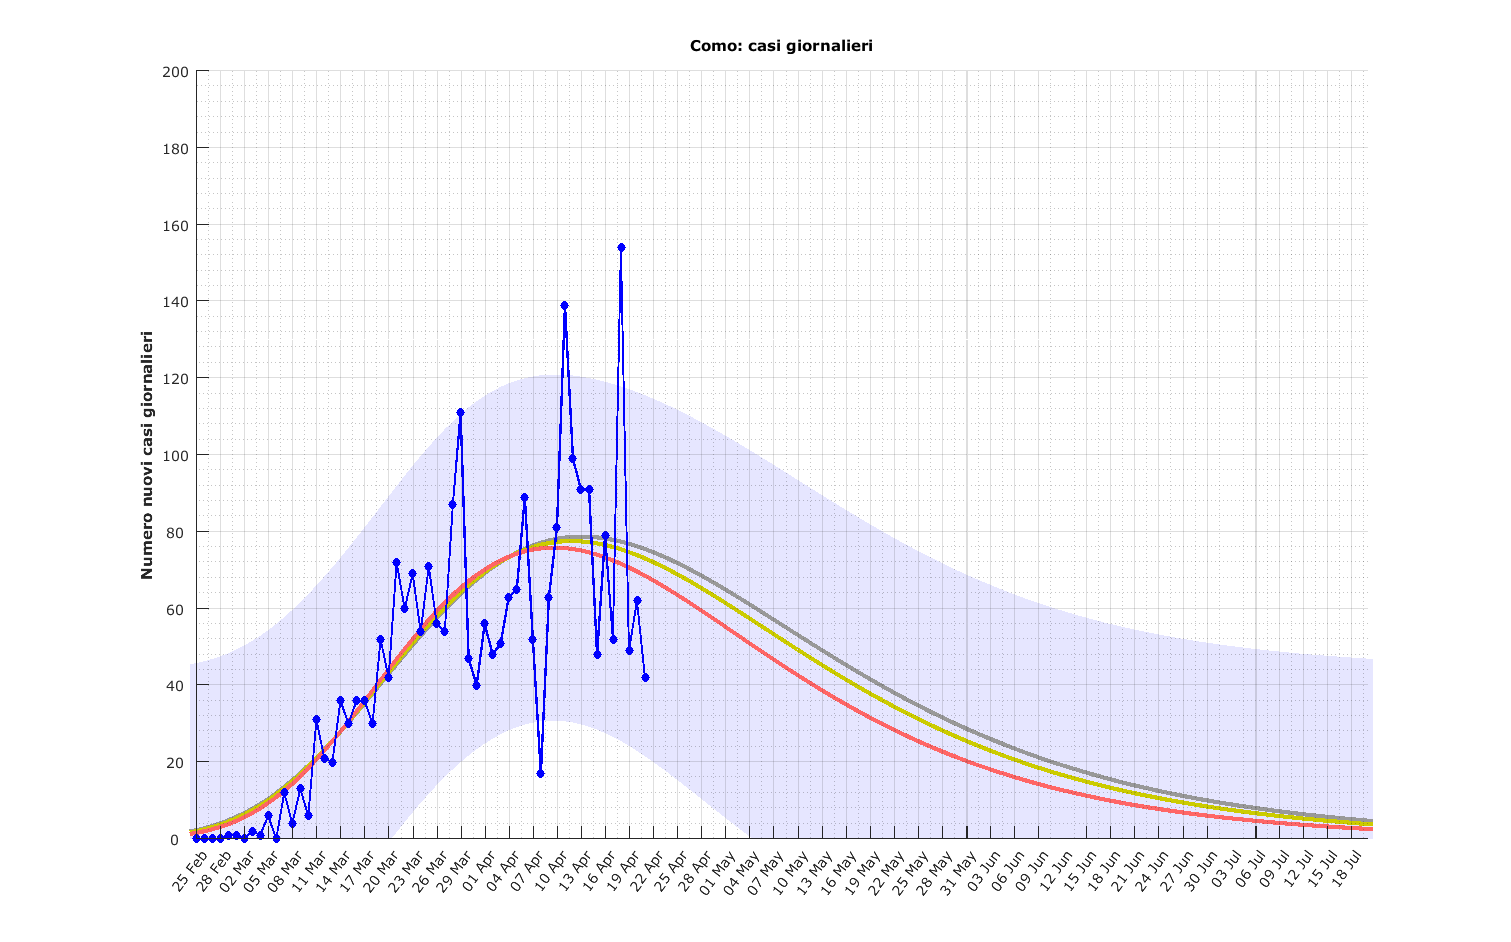 Como: casi giornalieri
Numero nuovi casi giornalieri
200
180
160
140
120
100
80
60
40
20
0
25 Feb
28 Feb
02 Mar
05 Mar
08 Mar
11 Mar
14 Mar
17 Mar
20 Mar
23 Mar
26 Mar
29 Mar
01 Apr
04 Apr
07 Apr
10 Apr
13 Apr
16 Apr
19 Apr
22 Apr
25 Apr
28 Apr
01 May
04 May
07 May
10 May
13 May
16 May
19 May
22 May
25 May
28 May
31 May
03 Jun
06 Jun
09 Jun
12 Jun
15 Jun
18 Jun
21 Jun
24 Jun
27 Jun
30 Jun
03 Jul
06 Jul
09 Jul
12 Jul
15 Jul
18 Jul